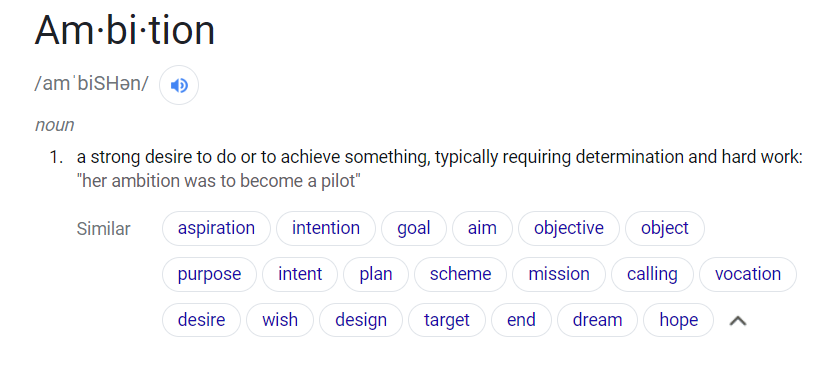 Am·bi·tion
/amˈbiSHən/
noun
1. a strong desire to do or to achieve something, typically requiring determination and hard work:
"her ambition was to become a pilot"
Similar aspiration intention goal aim objective object
purpose intent plan scheme mission calling vocation
desire wish design target end dream hope